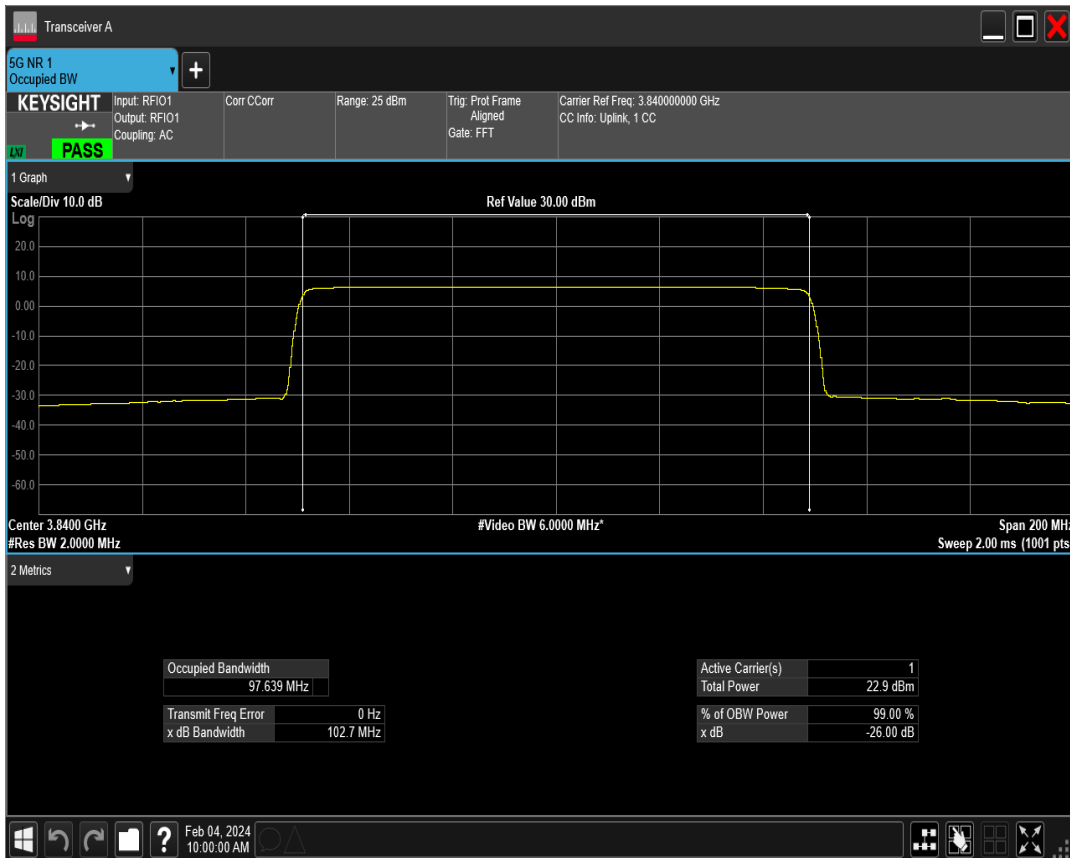 Transceiver A
5G NR 1
Occupied BW
KEYSIGHT
LXI
PASS
Input: RFIO1
Output: RFIO1
Coupling: AC
Corr CCorr
Range: 25 dBm
Trig: Prot Frame
Aligned
Gate: FFT
Carrier Ref Freq: 3.840000000 GHz
CC Info: Uplink, 1 CC
1 Graph
Scale/Div 10.0 dB
Ref Value 30.00 dBm
Log
20.0
10.0
0.00
-10.0
-20.0
-30.0
-40.0
-50.0
-60.0
Center 3.8400 GHz
#Video BW 6.0000 MHz*
Span 200 MHz
#Res BW 2.0000 MHz
Sweep 2.00 ms (1001 pts
2 Metrics
Occupied Bandwidth
97.639 MHz
Transmit Freq Error 0 Hz
x dB Bandwidth 102.7 MHz
Active Carrier(s) 1
Total Power 22.9 dBm
% of OBW Power 99.00 %
x dB -26.00 dB
?
Feb 04, 2024
10:00:00 AM